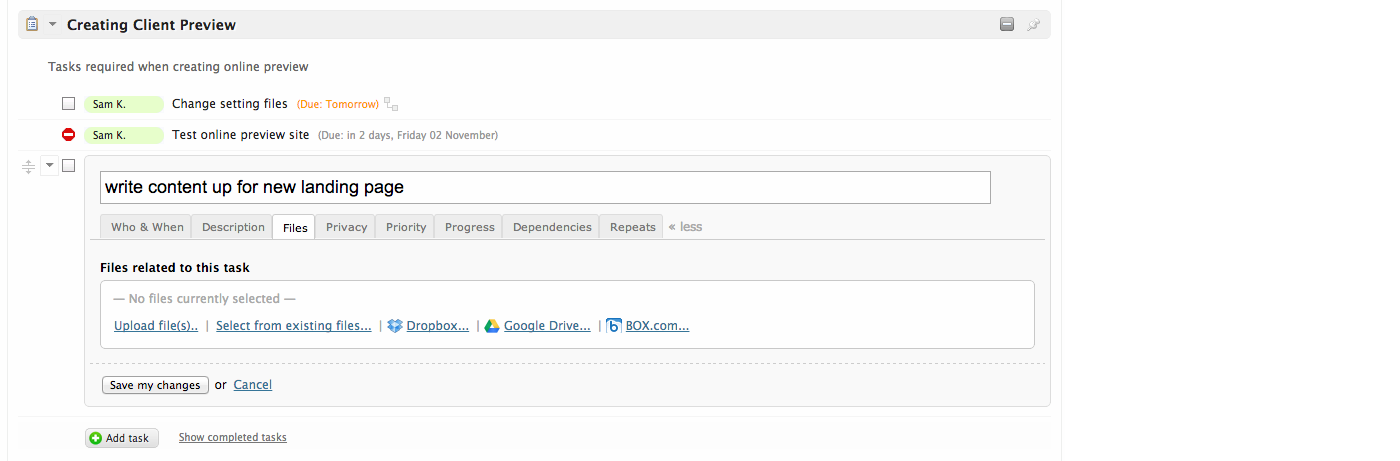 Creating Client Preview
Tasks required when creating online preview
Sam K. Change setting files (Due: Tomorrow)
Sam K. Test online preview site (Due: in 2 days, Friday 02 November)
write content up for new landing page
Who & When Description Files Privacy Priority Progress Dependencies Repeats « less
Files related to this task
— No files currently selected —
Upload file(s).. | Select from existing files... | Dropbox... | Google Drive... | BOX.com...
Save my changes or Cancel
Add task Show completed tasks